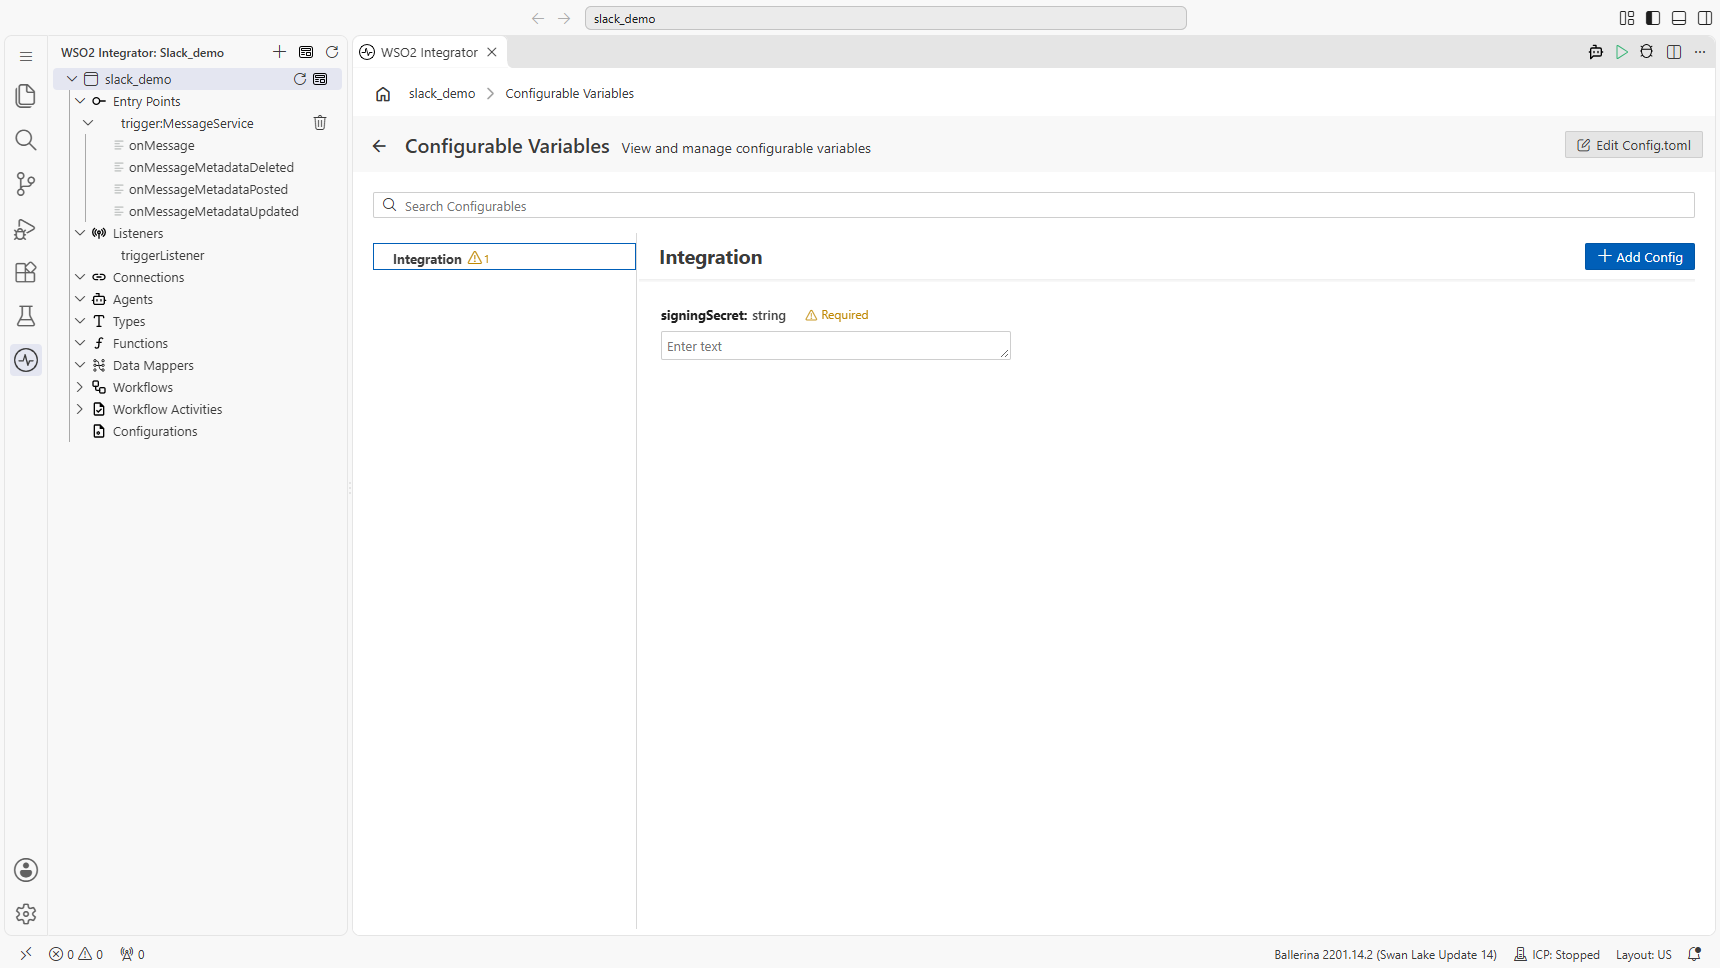 slack_demo
WSO2 Integrator: Slack_demo
slack_demo
Entry Points
trigger:MessageService
onMessage
onMessageMetadataDeleted
onMessageMetadataPosted
onMessageMetadataUpdated
Listeners
triggerListener
Connections
Agents
Types
Functions
Data Mappers
Workflows
Workflow Activities
Configurations
WSO2 Integrator
slack_demo > Configurable Variables
Configurable Variables View and manage configurable variables
Edit Config.toml
Search Configurables
Integration 1
Integration
Add Config
signingSecret: string Required
Enter text
0 0 0
Ballerina 2201.14.2 (Swan Lake Update 14) ICP: Stopped Layout: US